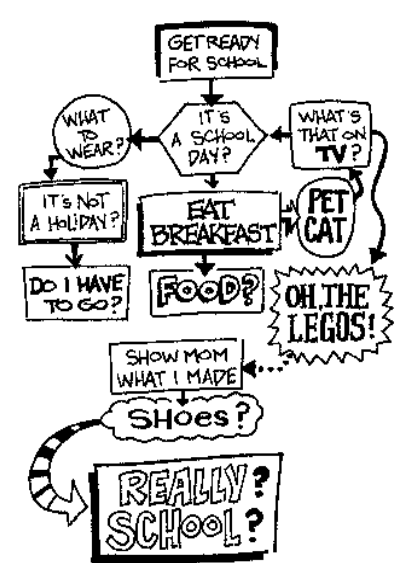 GET READY
FOR SCHOOL
WHAT
TO
WEAR?
IT'S
A SCHOOL
DAY?
WHAT'S
THAT ON
TV?
IT'S NOT
A HOLIDAY?
EAT
BREAKFAST
PET
CAT
DO I HAVE
TO GO?
FOOD?
OH, THE
LEGOS!
SHOW MOM
WHAT I MADE
SHOES?
REALLY?
SCHOOL?